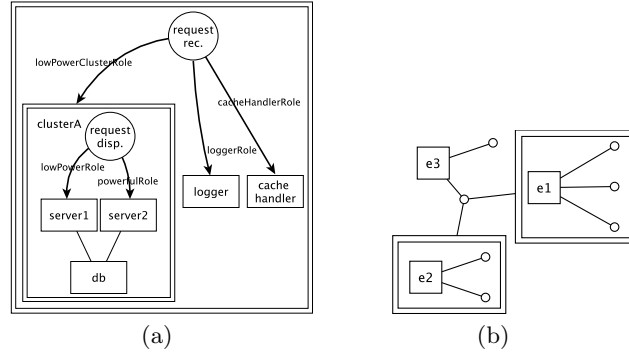 request
rec.
lowPowerClusterRole
cacheHandlerRole
clusterA
request
disp.
loggerRole
lowPowerRole
powerfulRole
logger
cache
handler
server1
server2
db
e3
e1
e2
(a)
(b)